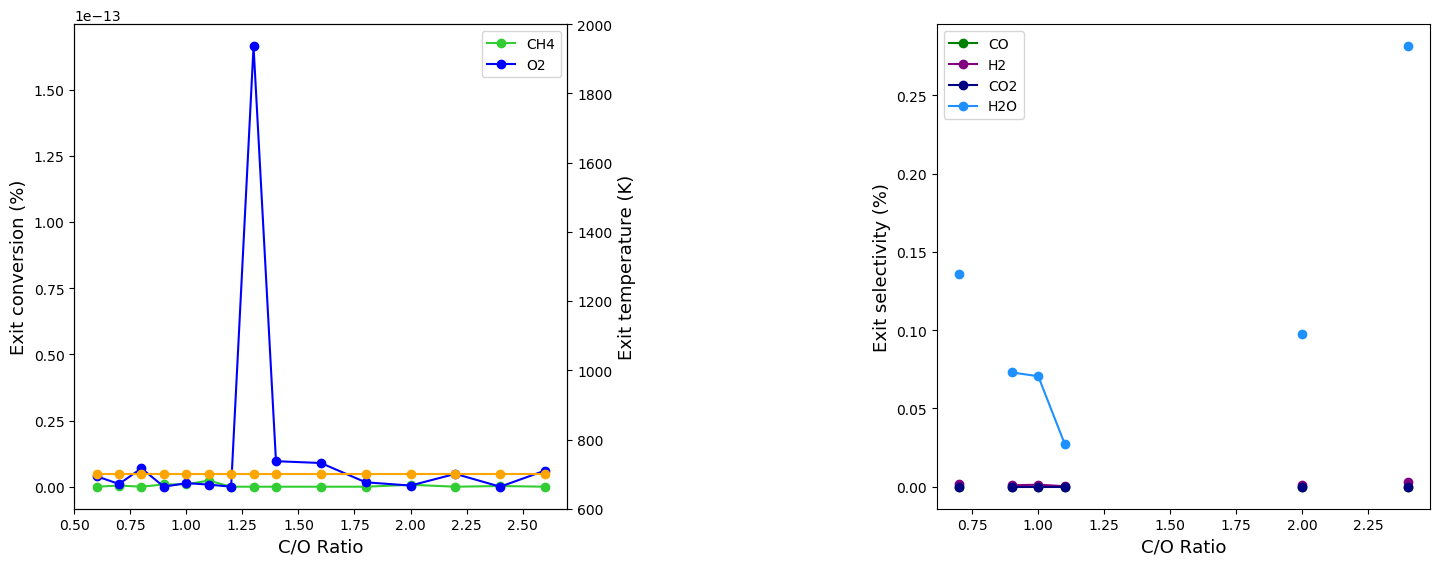 1e−13
Exit conversion (%)
1.50
1.25
1.00
0.75
0.50
0.25
0.00
0.50 0.75 1.00 1.25 1.50 1.75 2.00 2.25 2.50
C/O Ratio
CH4
O2
2000
1800
1600
1400
1200
1000
800
600
Exit temperature (K)
Exit selectivity (%)
0.25
0.20
0.15
0.10
0.05
0.00
CO
H2
CO2
H2O
0.75 1.00 1.25 1.50 1.75 2.00 2.25
C/O Ratio